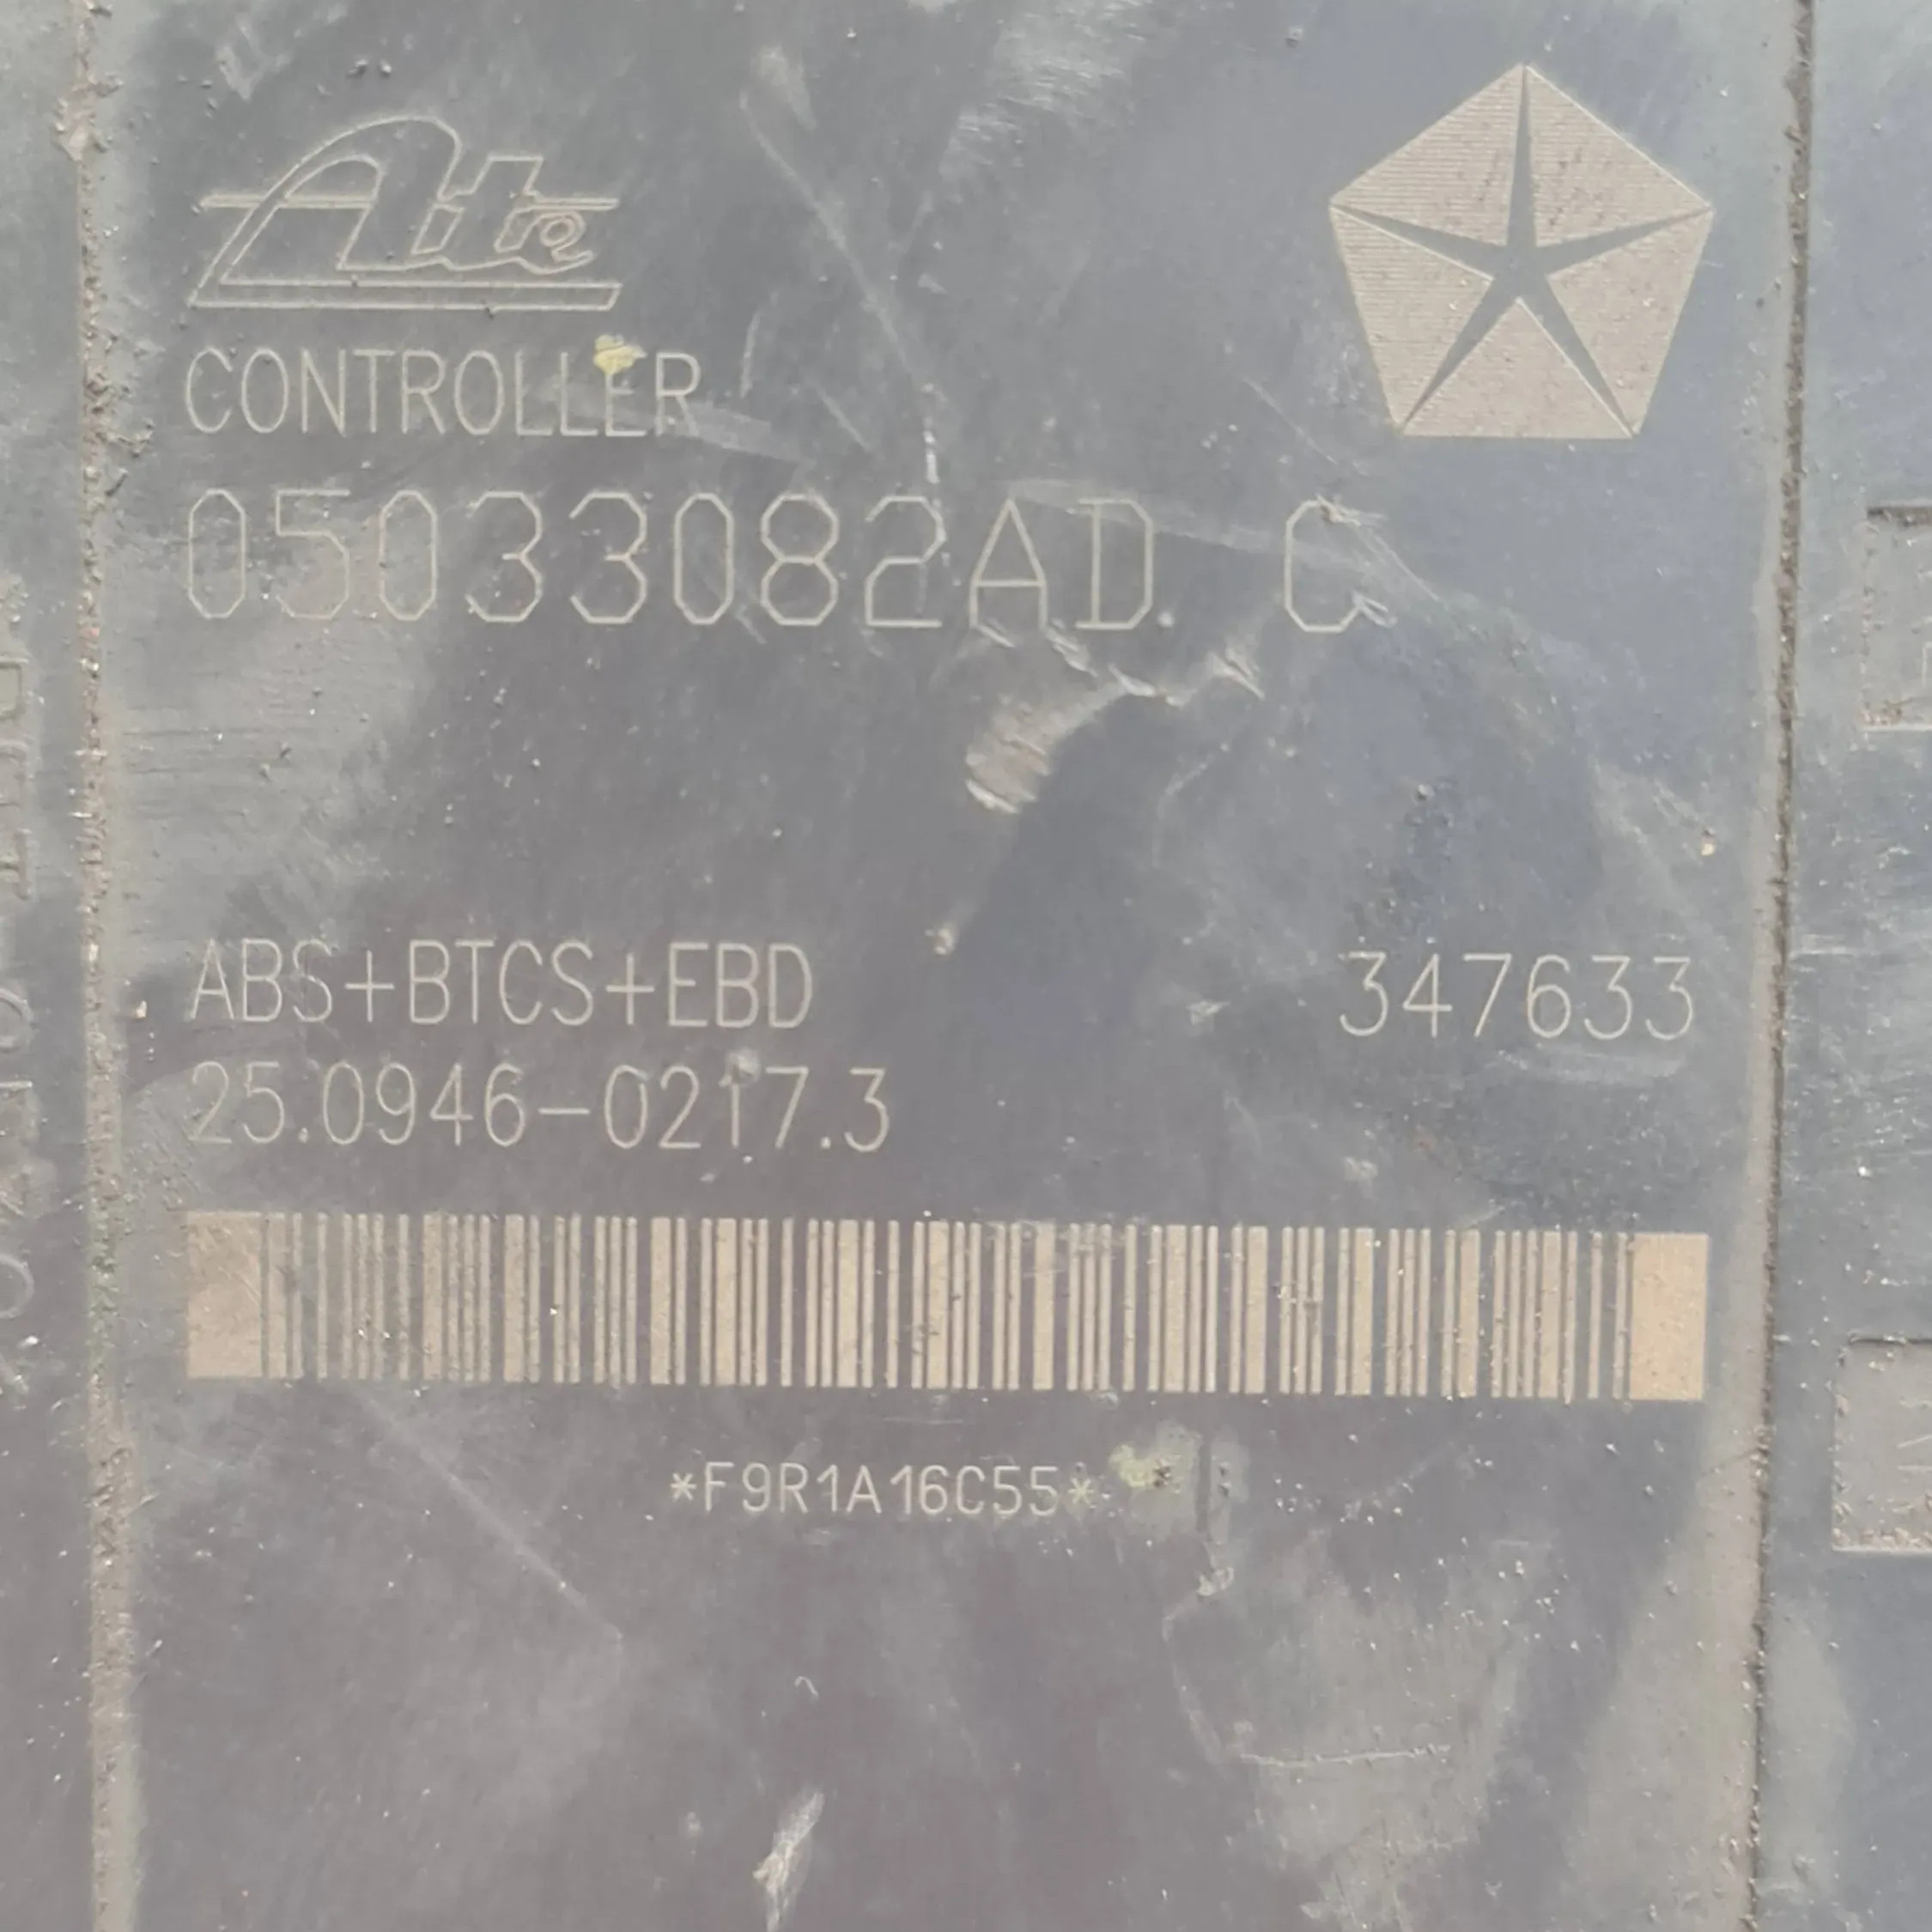 Ate
CONTROLLER
05033082AD C
ABS+BTCS+EBD 347633
25.0946-0217.3
*F9R1A16C55*